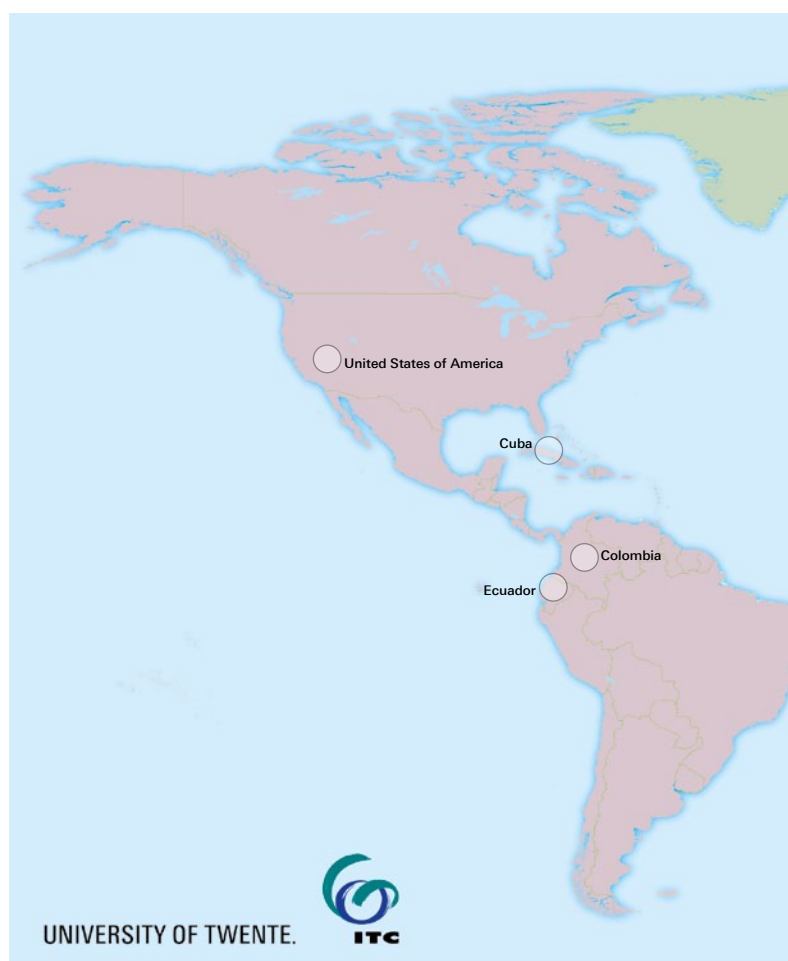 United States of America
Cuba
Colombia
Ecuador
UNIVERSITY OF TWENTE.
ITC